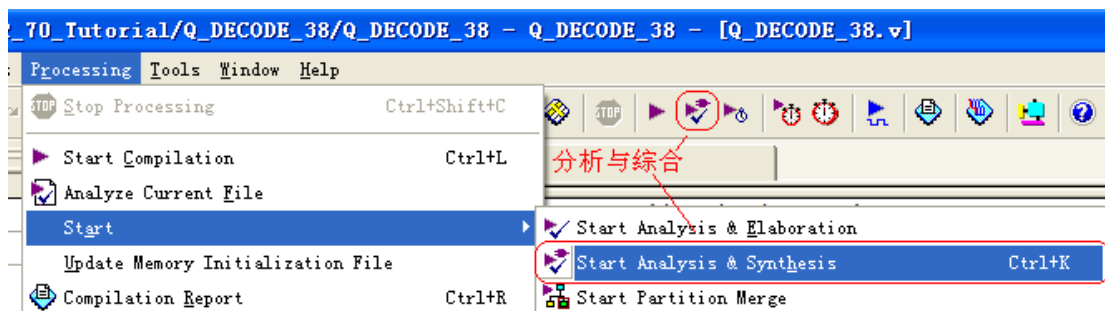 _70_Tutorial/Q_DECODE_38/Q_DECODE_38 - Q_DECODE_38 - [Q_DECODE_38.v]
Processing Tools Window Help
STOP Stop Processing Ctrl+Shift+C
STOP
Start Compilation Ctrl+L
分析与综合
Analyze Current File
Start
Start Analysis & Elaboration
Update Memory Initialization File
Start Analysis & Synthesis Ctrl+K
Compilation Report Ctrl+R
Start Partition Merge